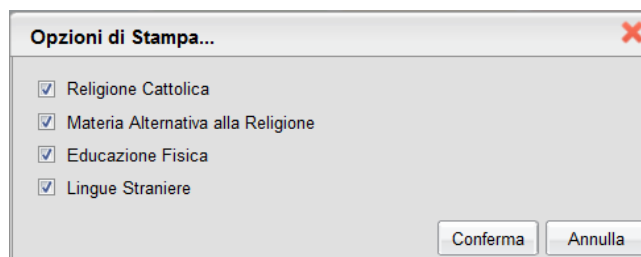 Opzioni di Stampa...
Religione Cattolica
Materia Alternativa alla Religione
Educazione Fisica
Lingue Straniere
Conferma Annulla